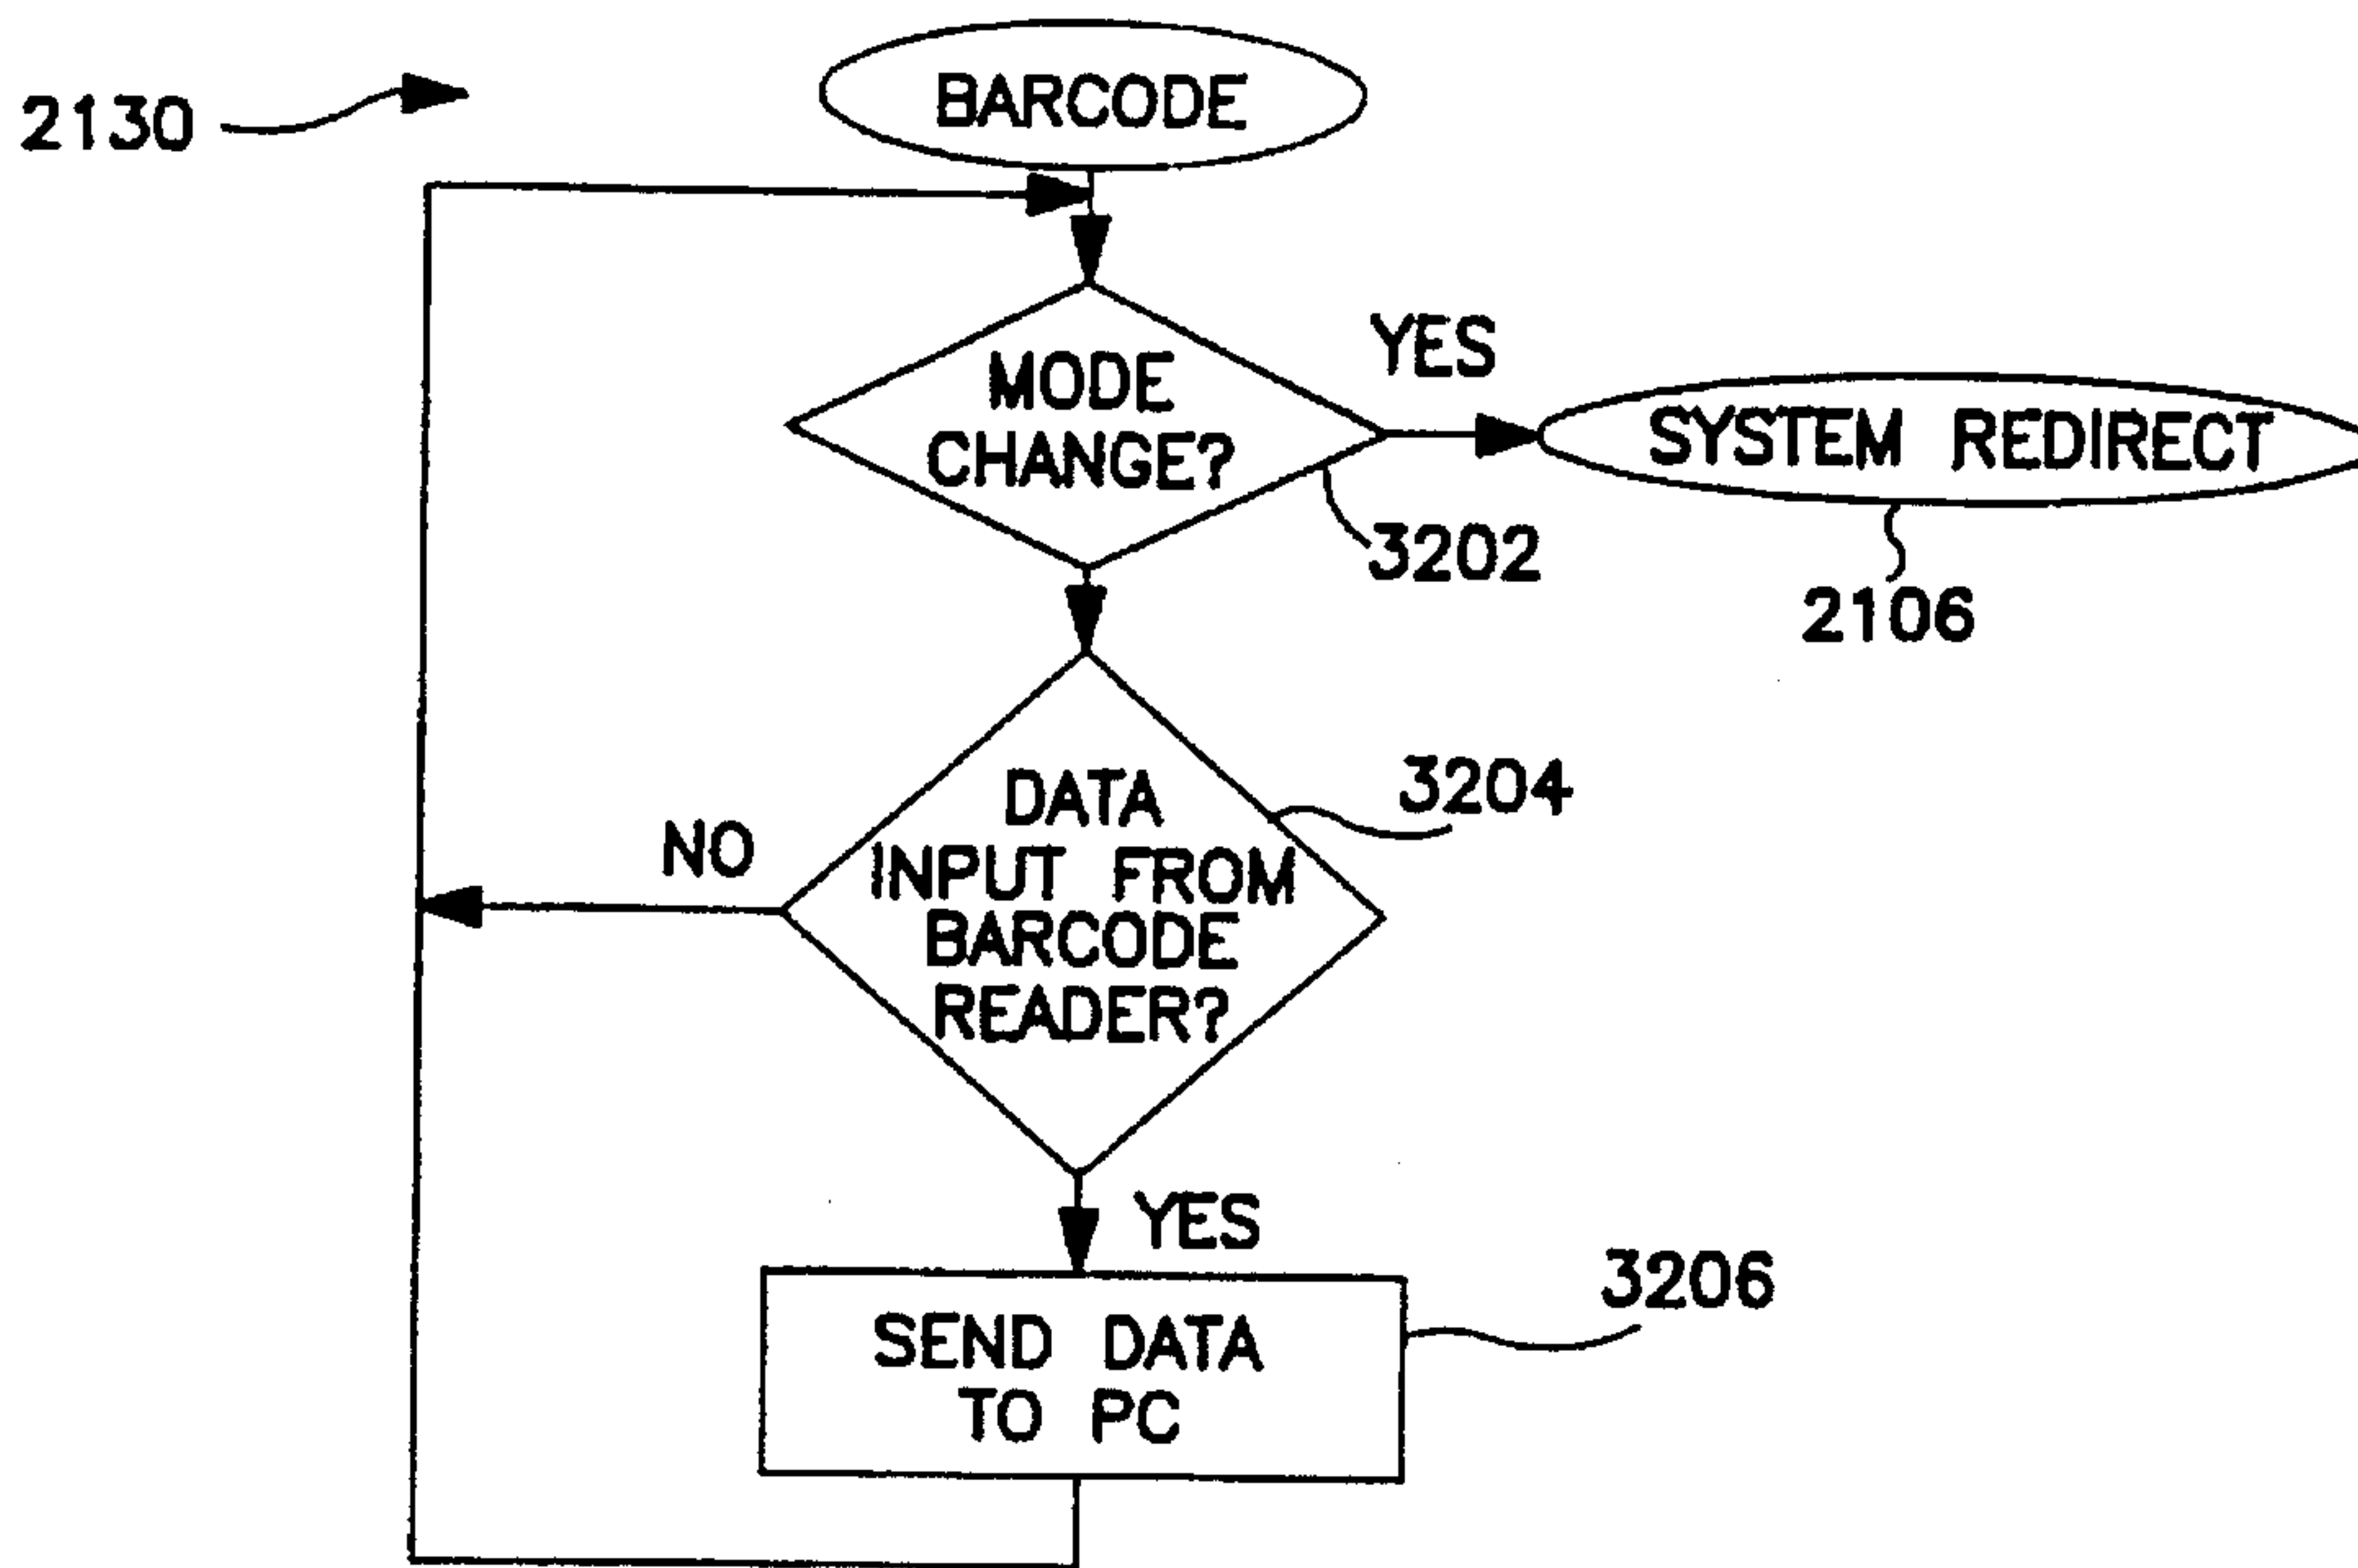 2130
BARCODE
MODE
CHANGE?
YES
SYSTEM REDIRECT
3202
2106
DATA
INPUT FROM
BARCODE
READER?
3204
NO
YES
SEND DATA
TO PC
3206